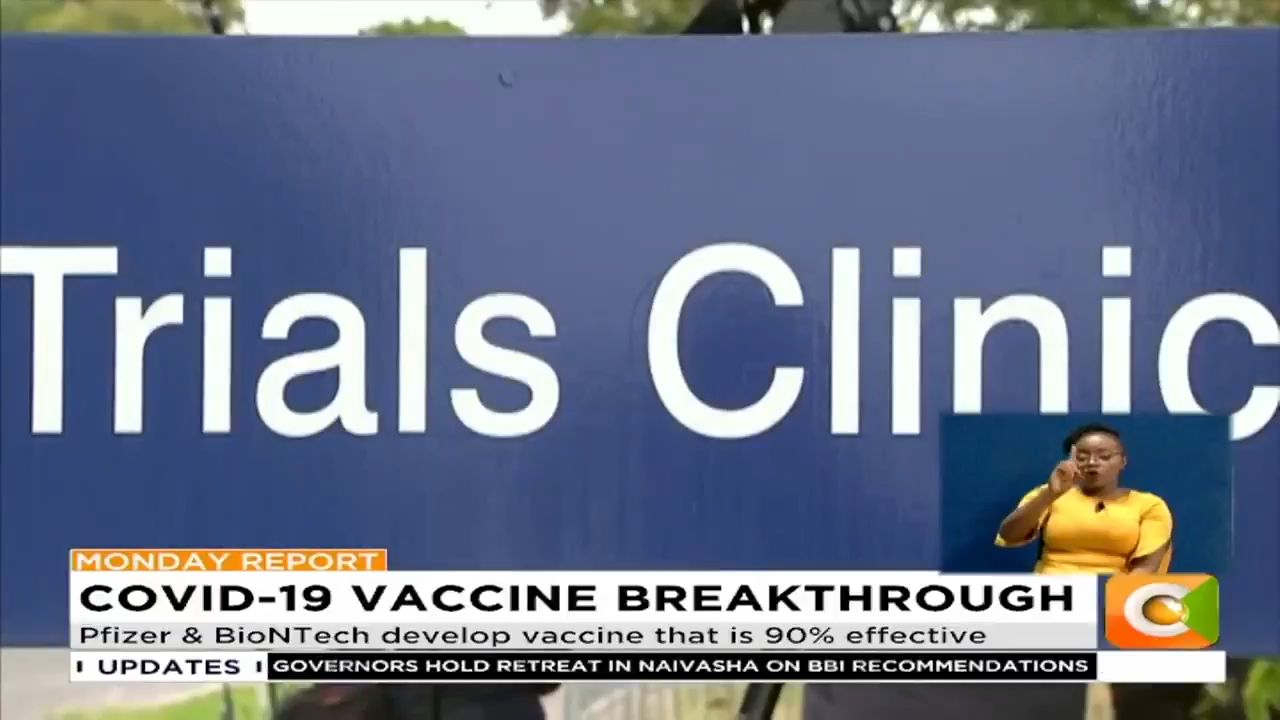 Trials Clinic
MONDAY REPORT
COVID-19 VACCINE BREAKTHROUGH
Pfizer & BioNTech develop vaccine that is 90% effective
UPDATES
GOVERNORS HOLD RETREAT IN NAIVASHA ON BBI RECOMMENDATIONS